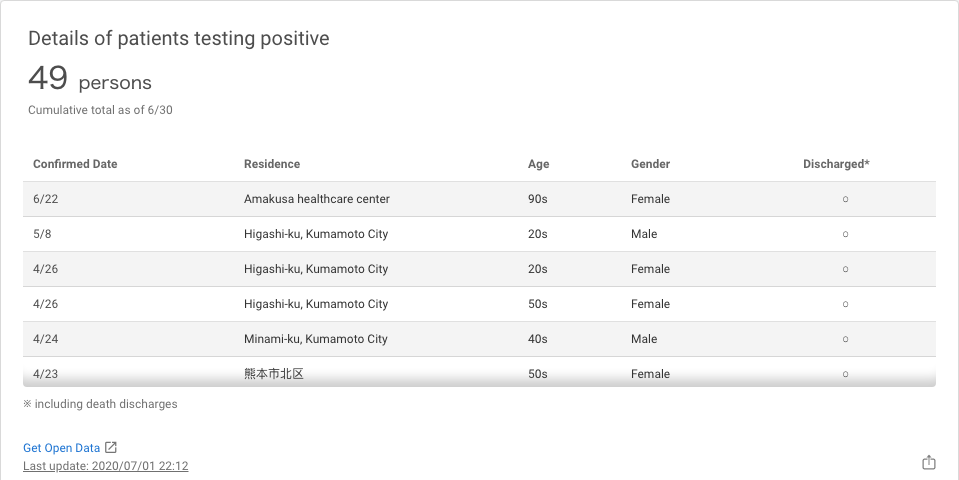 Details of patients testing positive
49 persons
Cumulative total as of 6/30
Confirmed Date Residence Age Gender Discharged*
6/22 Amakusa healthcare center 90s Female ○
5/8 Higashi-ku, Kumamoto City 20s Male ○
4/26 Higashi-ku, Kumamoto City 20s Female ○
4/26 Higashi-ku, Kumamoto City 50s Female ○
4/24 Minami-ku, Kumamoto City 40s Male ○
4/23 熊本市北区 50s Female ○
※ including death discharges
Get Open Data
Last update: 2020/07/01 22:12